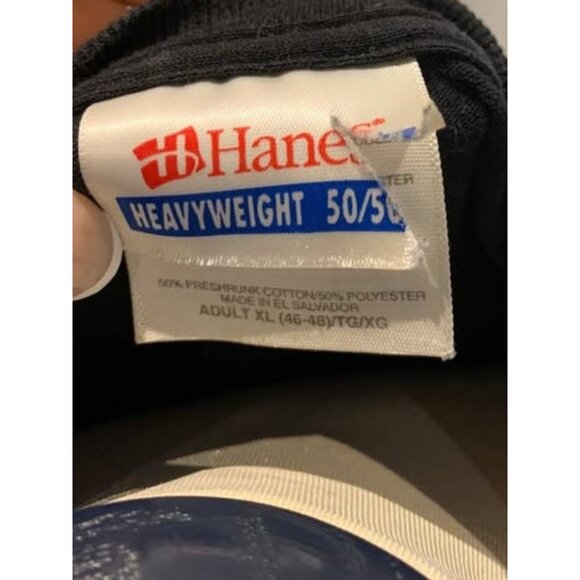 Hanes
HEAVYWEIGHT 50/50
50% PRESHRUNK COTTON/50% POLYESTER
MADE IN EL SALVADOR
ADULT XL (46-48)/TG/XG